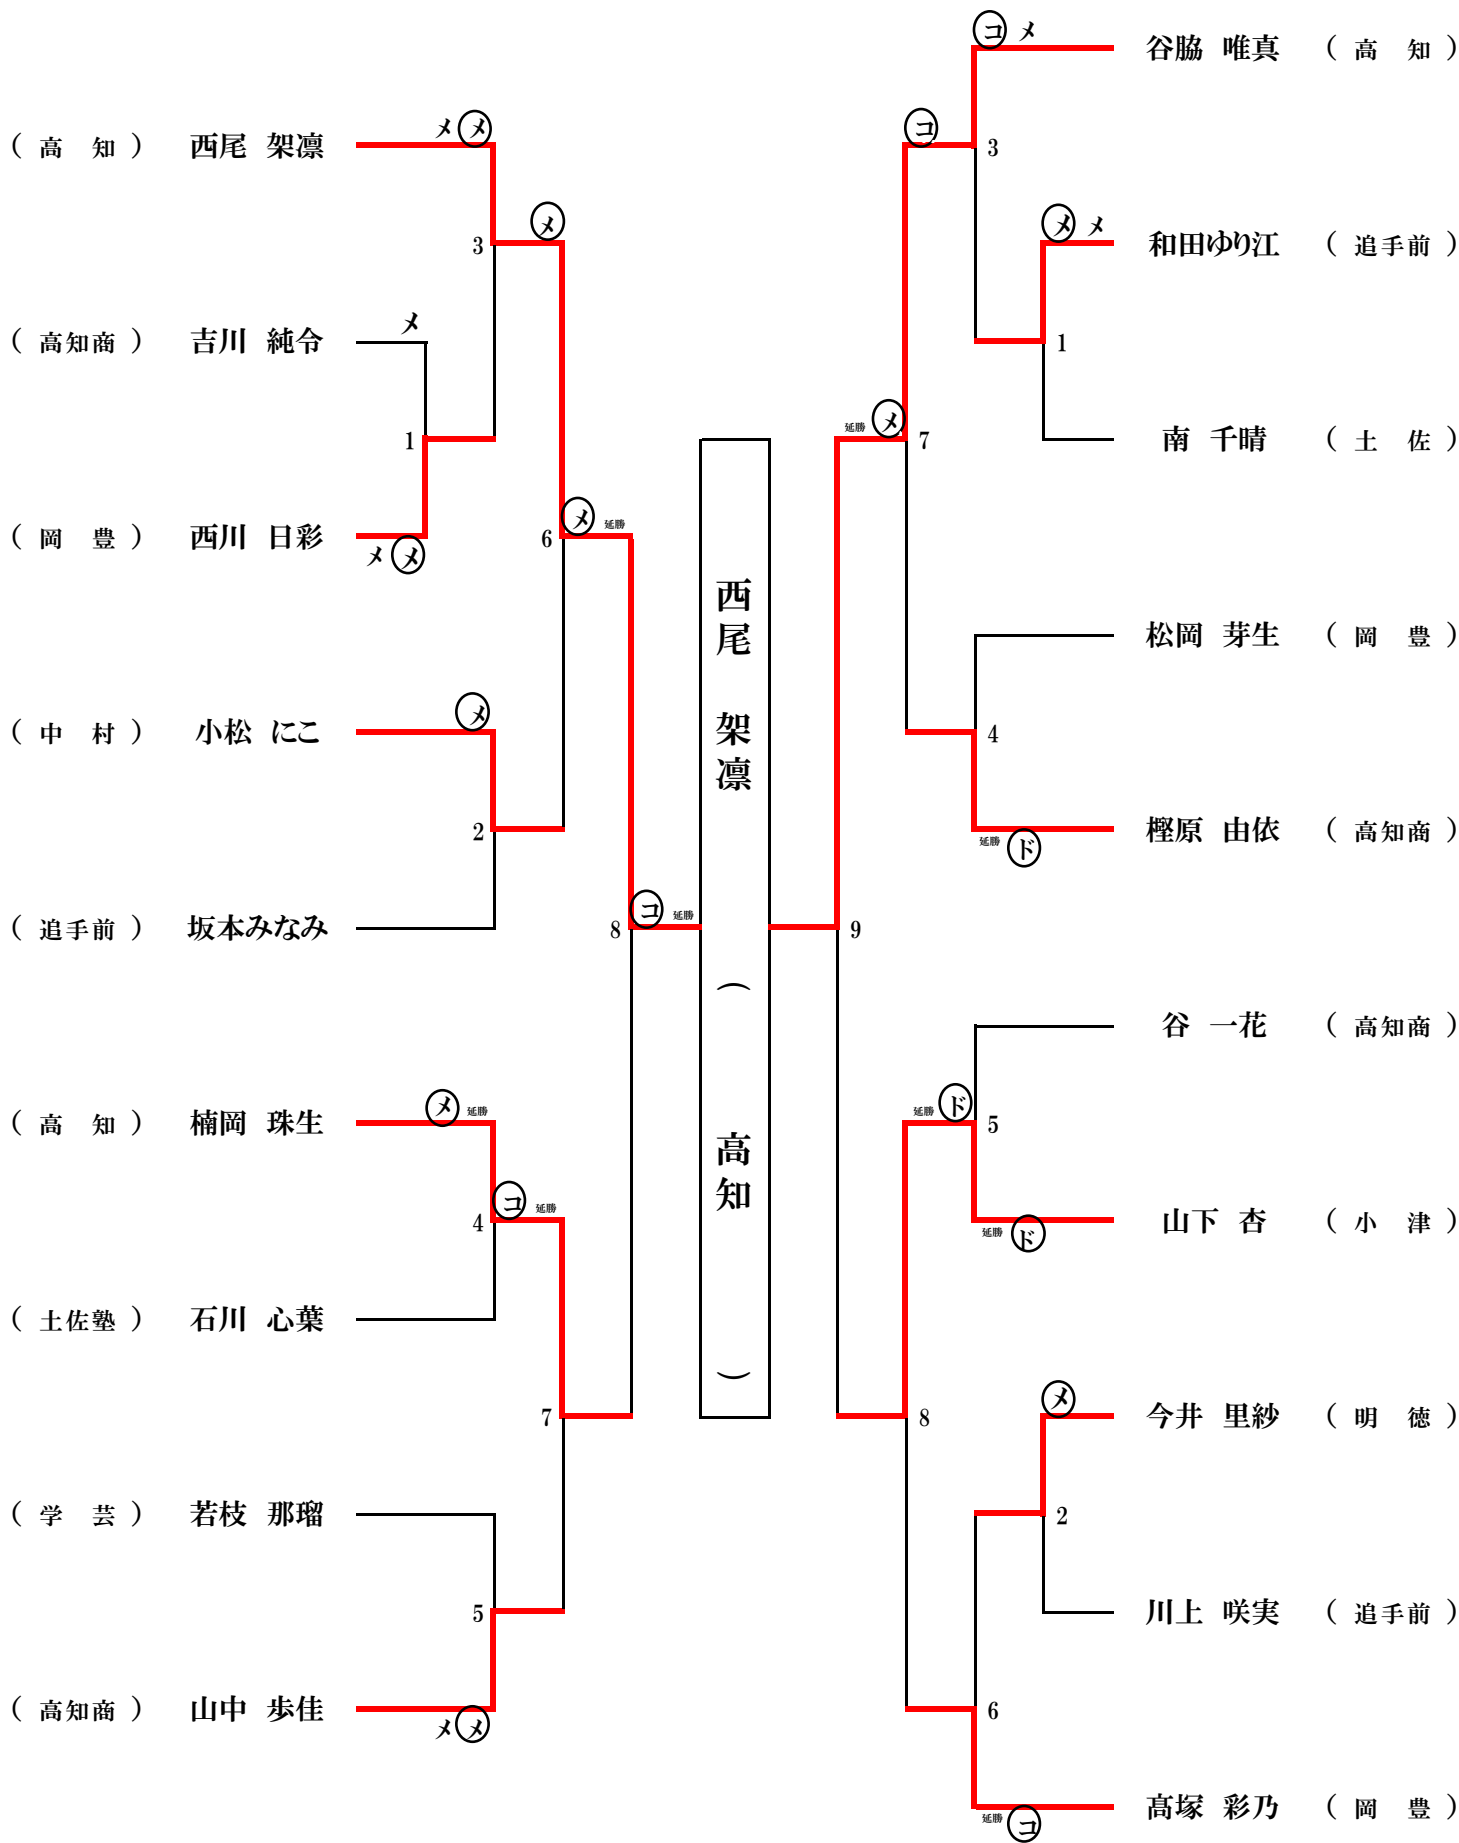 （ 高　知 ） 西尾　架凛
メ メ
3
メ
（ 高知商 ） 吉川　純令
メ
1
（ 岡　豊 ） 西川　日彩
メ メ
6
メ 延勝
（ 中　村 ） 小松　にこ
メ
2
（ 追手前 ） 坂本みなみ
8
コ 延勝
（ 高　知 ） 楠岡　珠生
メ 延勝
4
コ 延勝
（ 土佐塾 ） 石川　心葉
7
（ 学　芸 ） 若枝　那瑠
5
（ 高知商 ） 山中　歩佳
メ メ
西尾　架凛　（　高知　）
コ メ
谷脇　唯真 （ 高　知 ）
コ
3
メ メ
和田ゆり江 （ 追手前 ）
1
南　千晴 （ 土　佐 ）
延勝 メ
7
松岡　芽生 （ 岡　豊 ）
4
樫原　由依 （ 高知商 ）
延勝 ド
9
谷　一花 （ 高知商 ）
延勝 ド
5
山下　杏 （ 小　津 ）
延勝 ド
8
メ
今井　里紗 （ 明　徳 ）
2
川上　咲実 （ 追手前 ）
6
髙塚　彩乃 （ 岡　豊 ）
延勝 コ